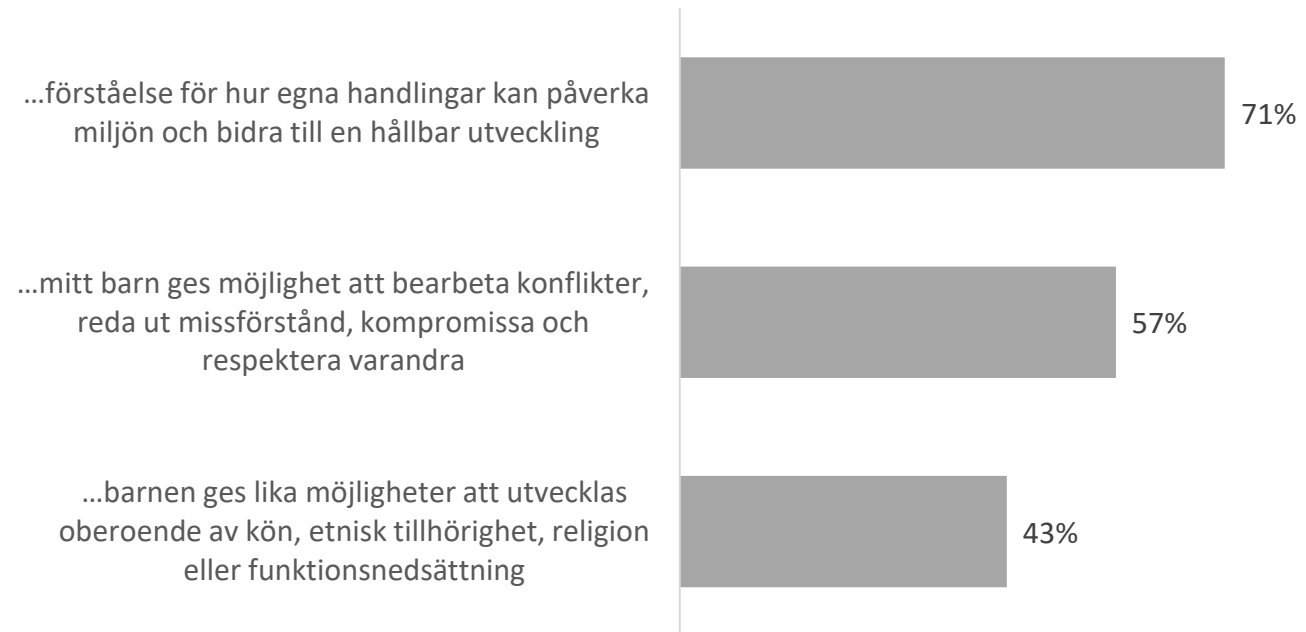 …förståelse för hur egna handlingar kan påverka
miljön och bidra till en hållbar utveckling
71%
…mitt barn ges möjlighet att bearbeta konflikter,
reda ut missförstånd, kompromissa och
respektera varandra
57%
…barnen ges lika möjligheter att utvecklas
oberoende av kön, etnisk tillhörighet, religion
eller funktionsnedsättning
43%